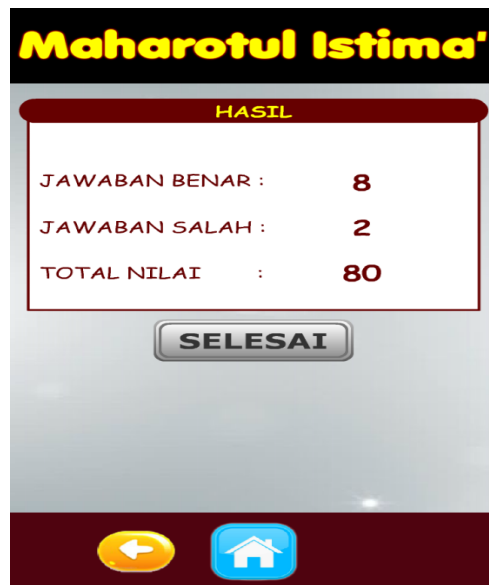 Maharotul Istima'
HASIL
JAWABAN BENAR : 8
JAWABAN SALAH : 2
TOTAL NILAI : 80
SELESAI